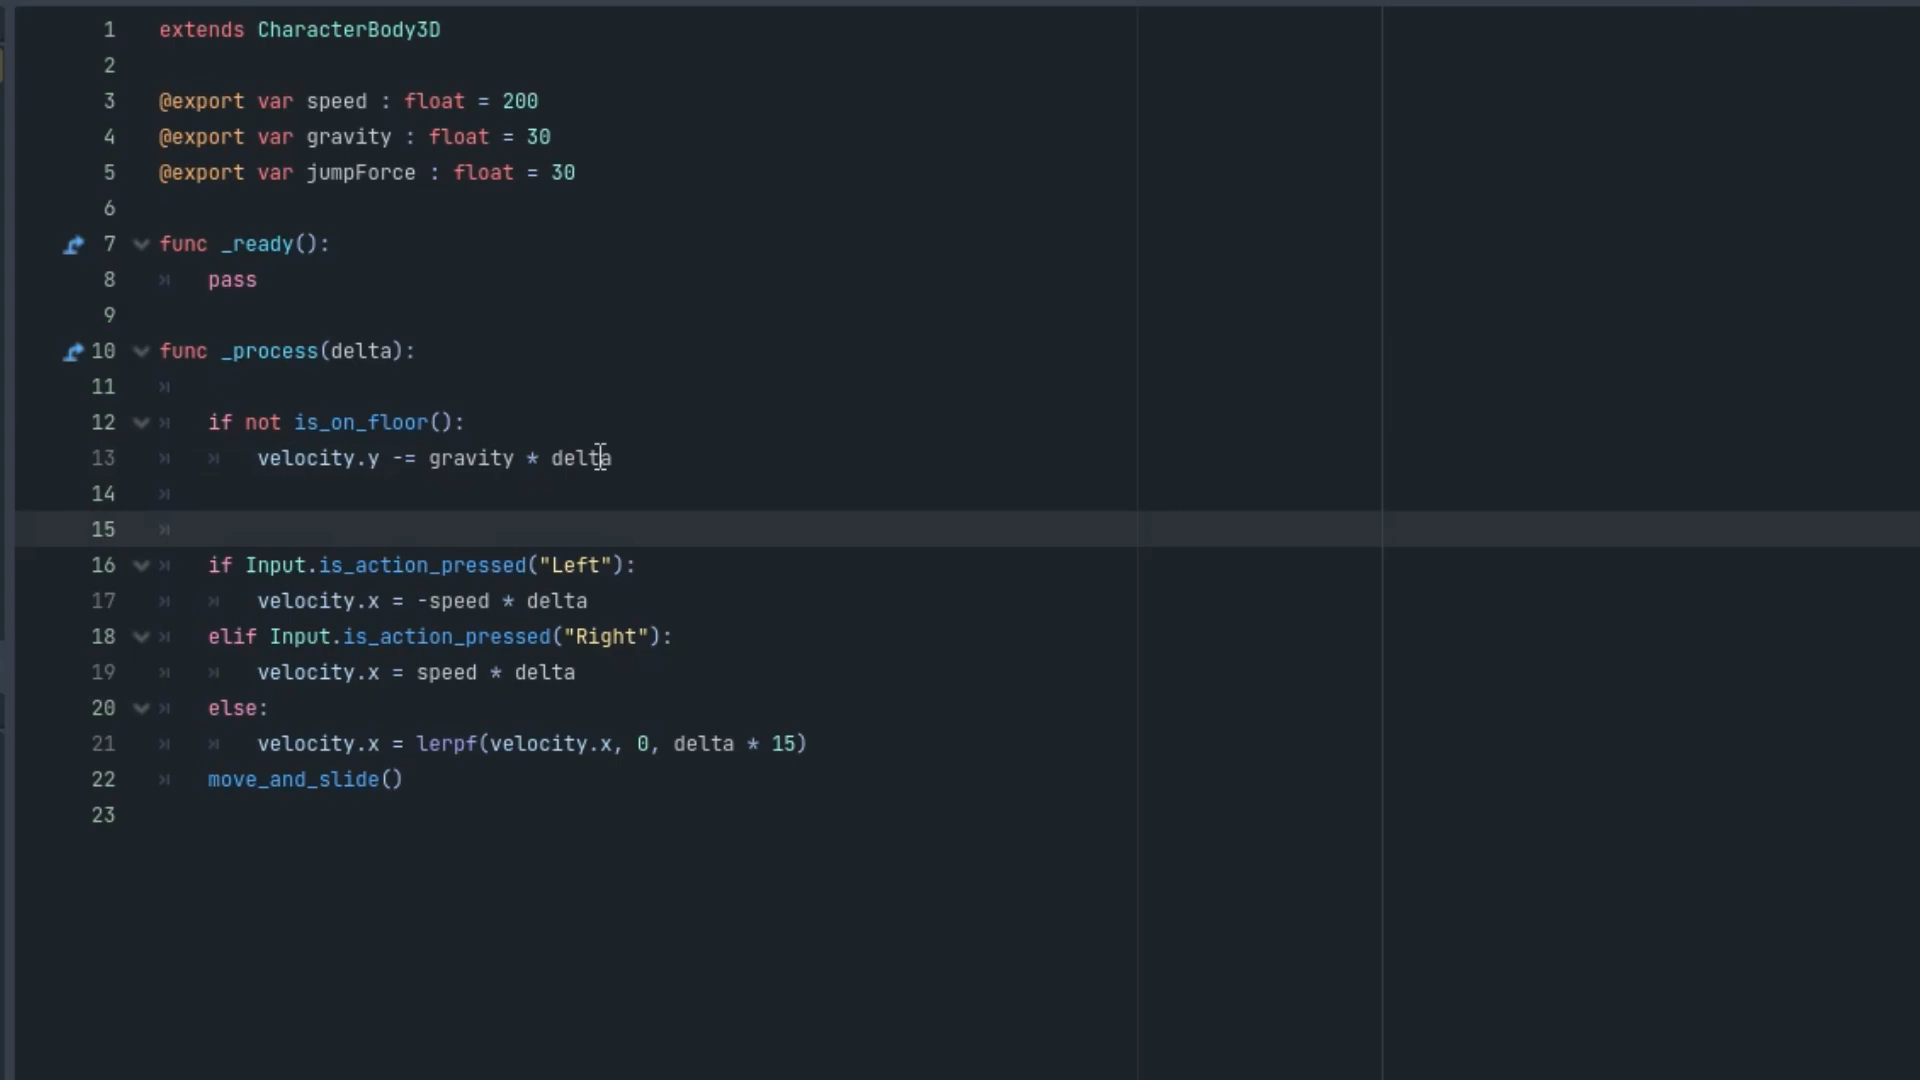 1 extends CharacterBody3D
2
3 @export var speed : float = 200
4 @export var gravity : float = 30
5 @export var jumpForce : float = 30
6
7 func _ready():
8 pass
9
10 func _process(delta):
11
12 if not is_on_floor():
13 velocity.y -= gravity * delta
14
15
16 if Input.is_action_pressed("Left"):
17 velocity.x = -speed * delta
18 elif Input.is_action_pressed("Right"):
19 velocity.x = speed * delta
20 else:
21 velocity.x = lerpf(velocity.x, 0, delta * 15)
22 move_and_slide()
23